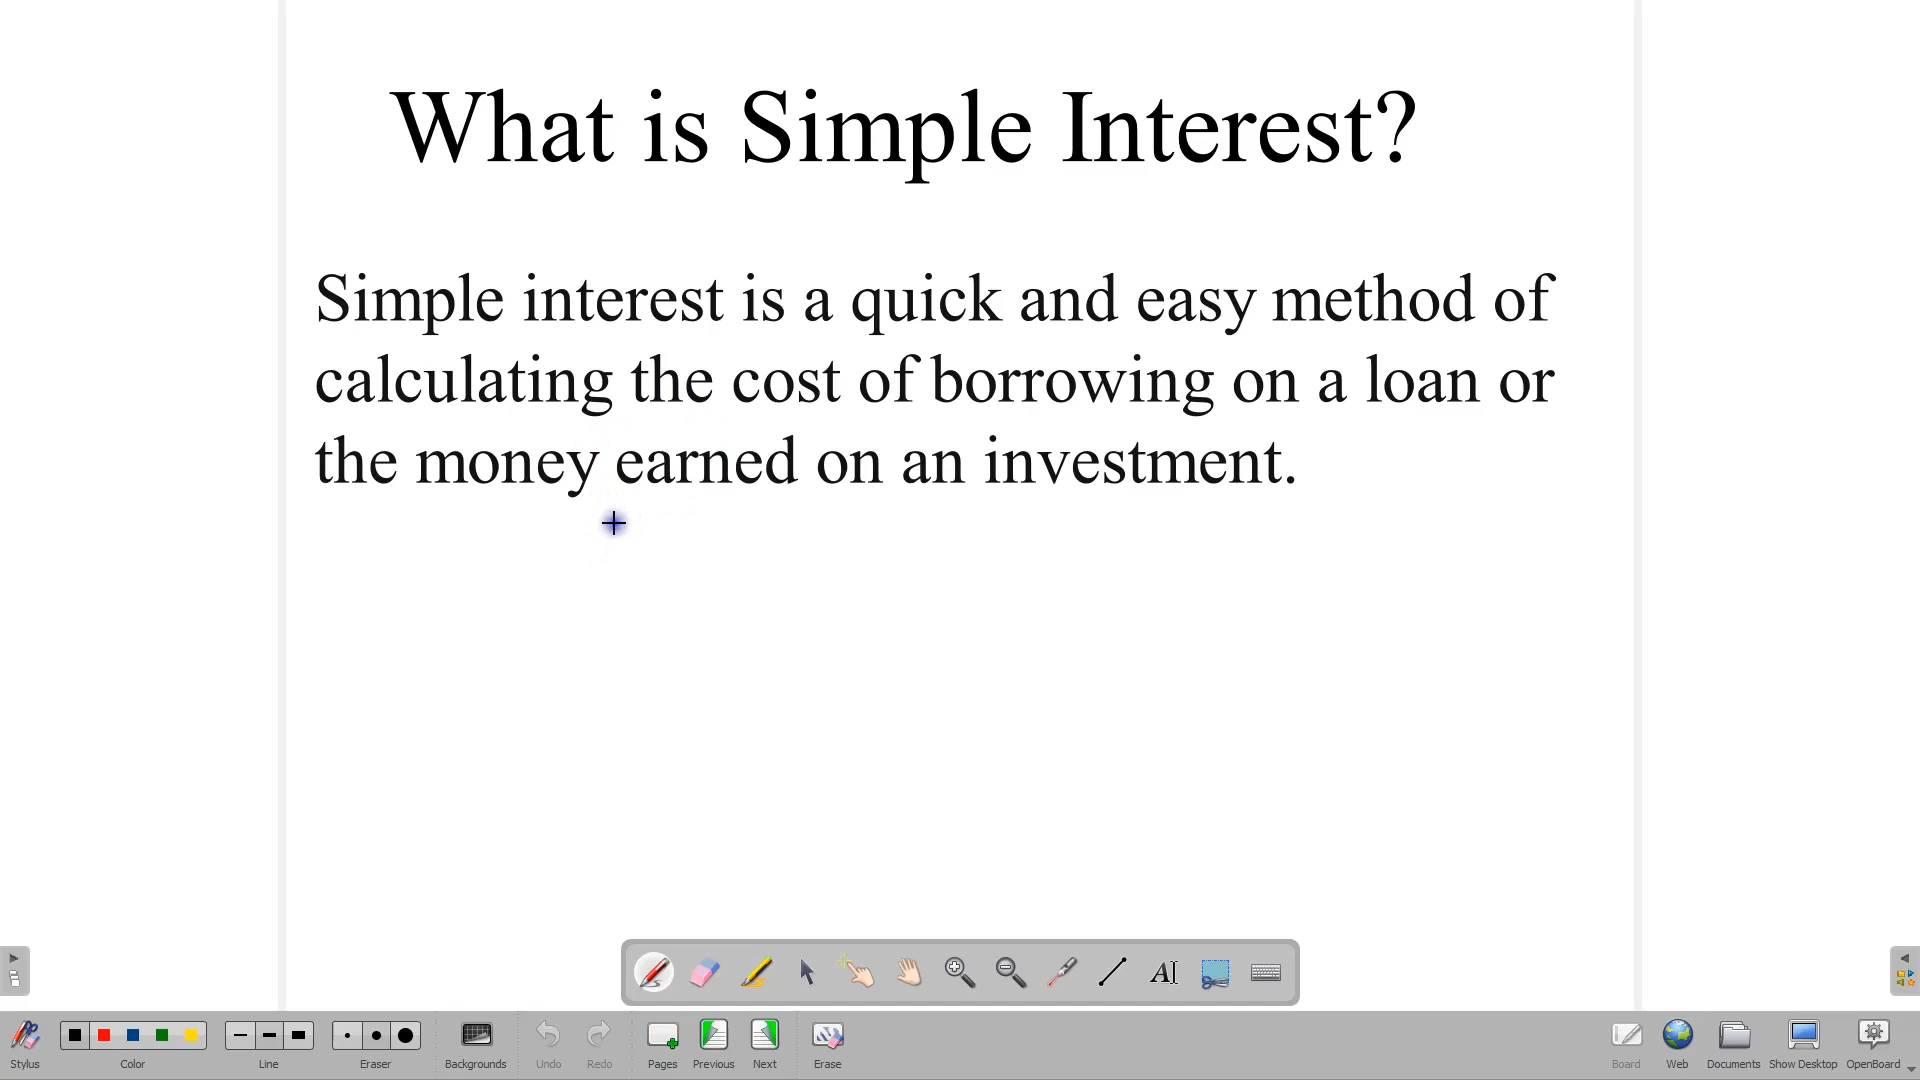 What is Simple Interest?
Simple interest is a quick and easy method of
calculating the cost of borrowing on a loan or
the money earned on an investment.
AI
Stylus
Color
Line
Eraser
Backgrounds
Undo
Redo
Pages
Previous
Next
Erase
Board
Web
Documents
Show Desktop
OpenBoard